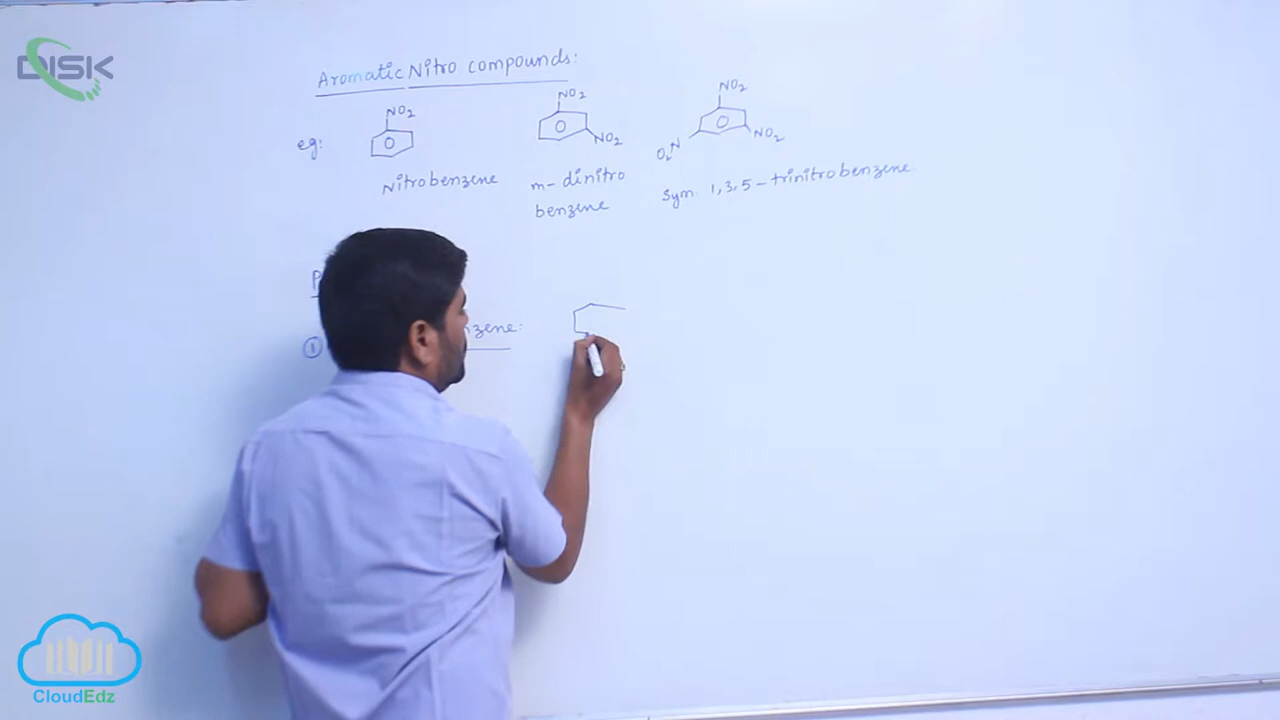 DISK
Aromatic Nitro compounds:
eg:
NO2
NO2
NO2
NO2
NO2
O2N
Nitrobenzene
m- dinitro
benzene
Sym. 1,3,5 - trinitrobenzene
P
① nzene:
CloudEdz